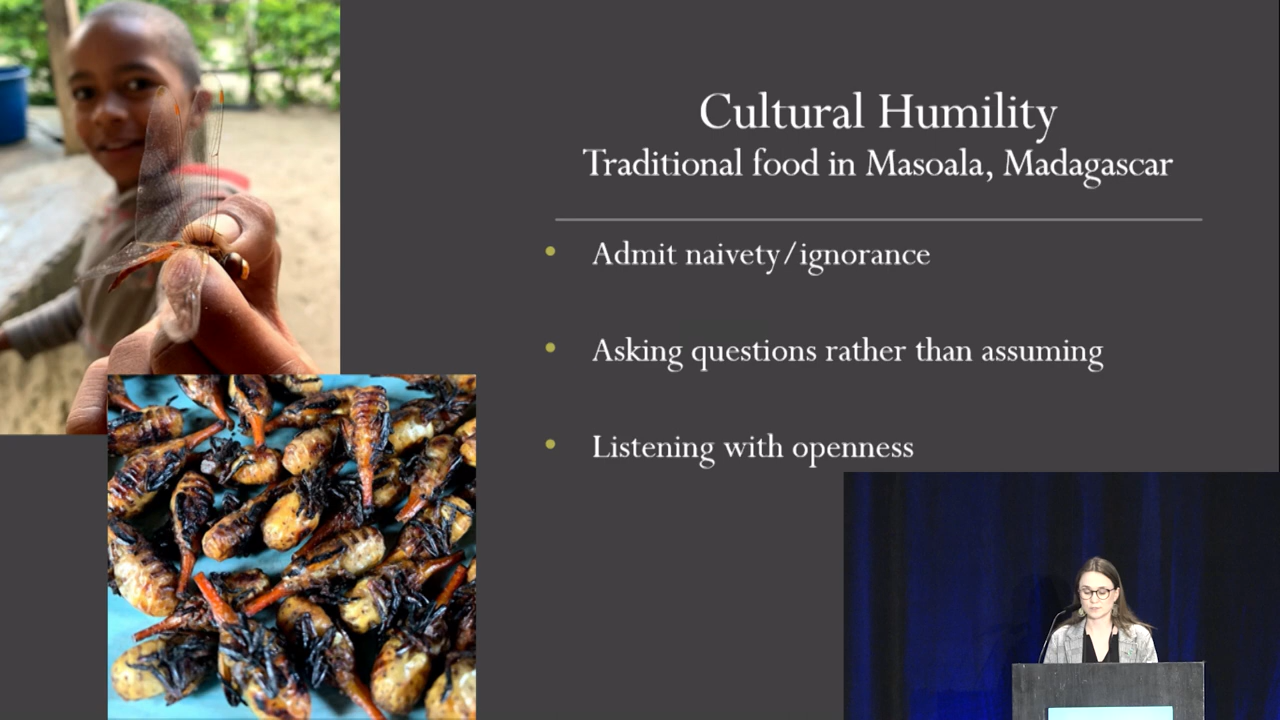 Cultural Humility
Traditional food in Masoala, Madagascar
• Admit naivety/ignorance
• Asking questions rather than assuming
• Listening with openness